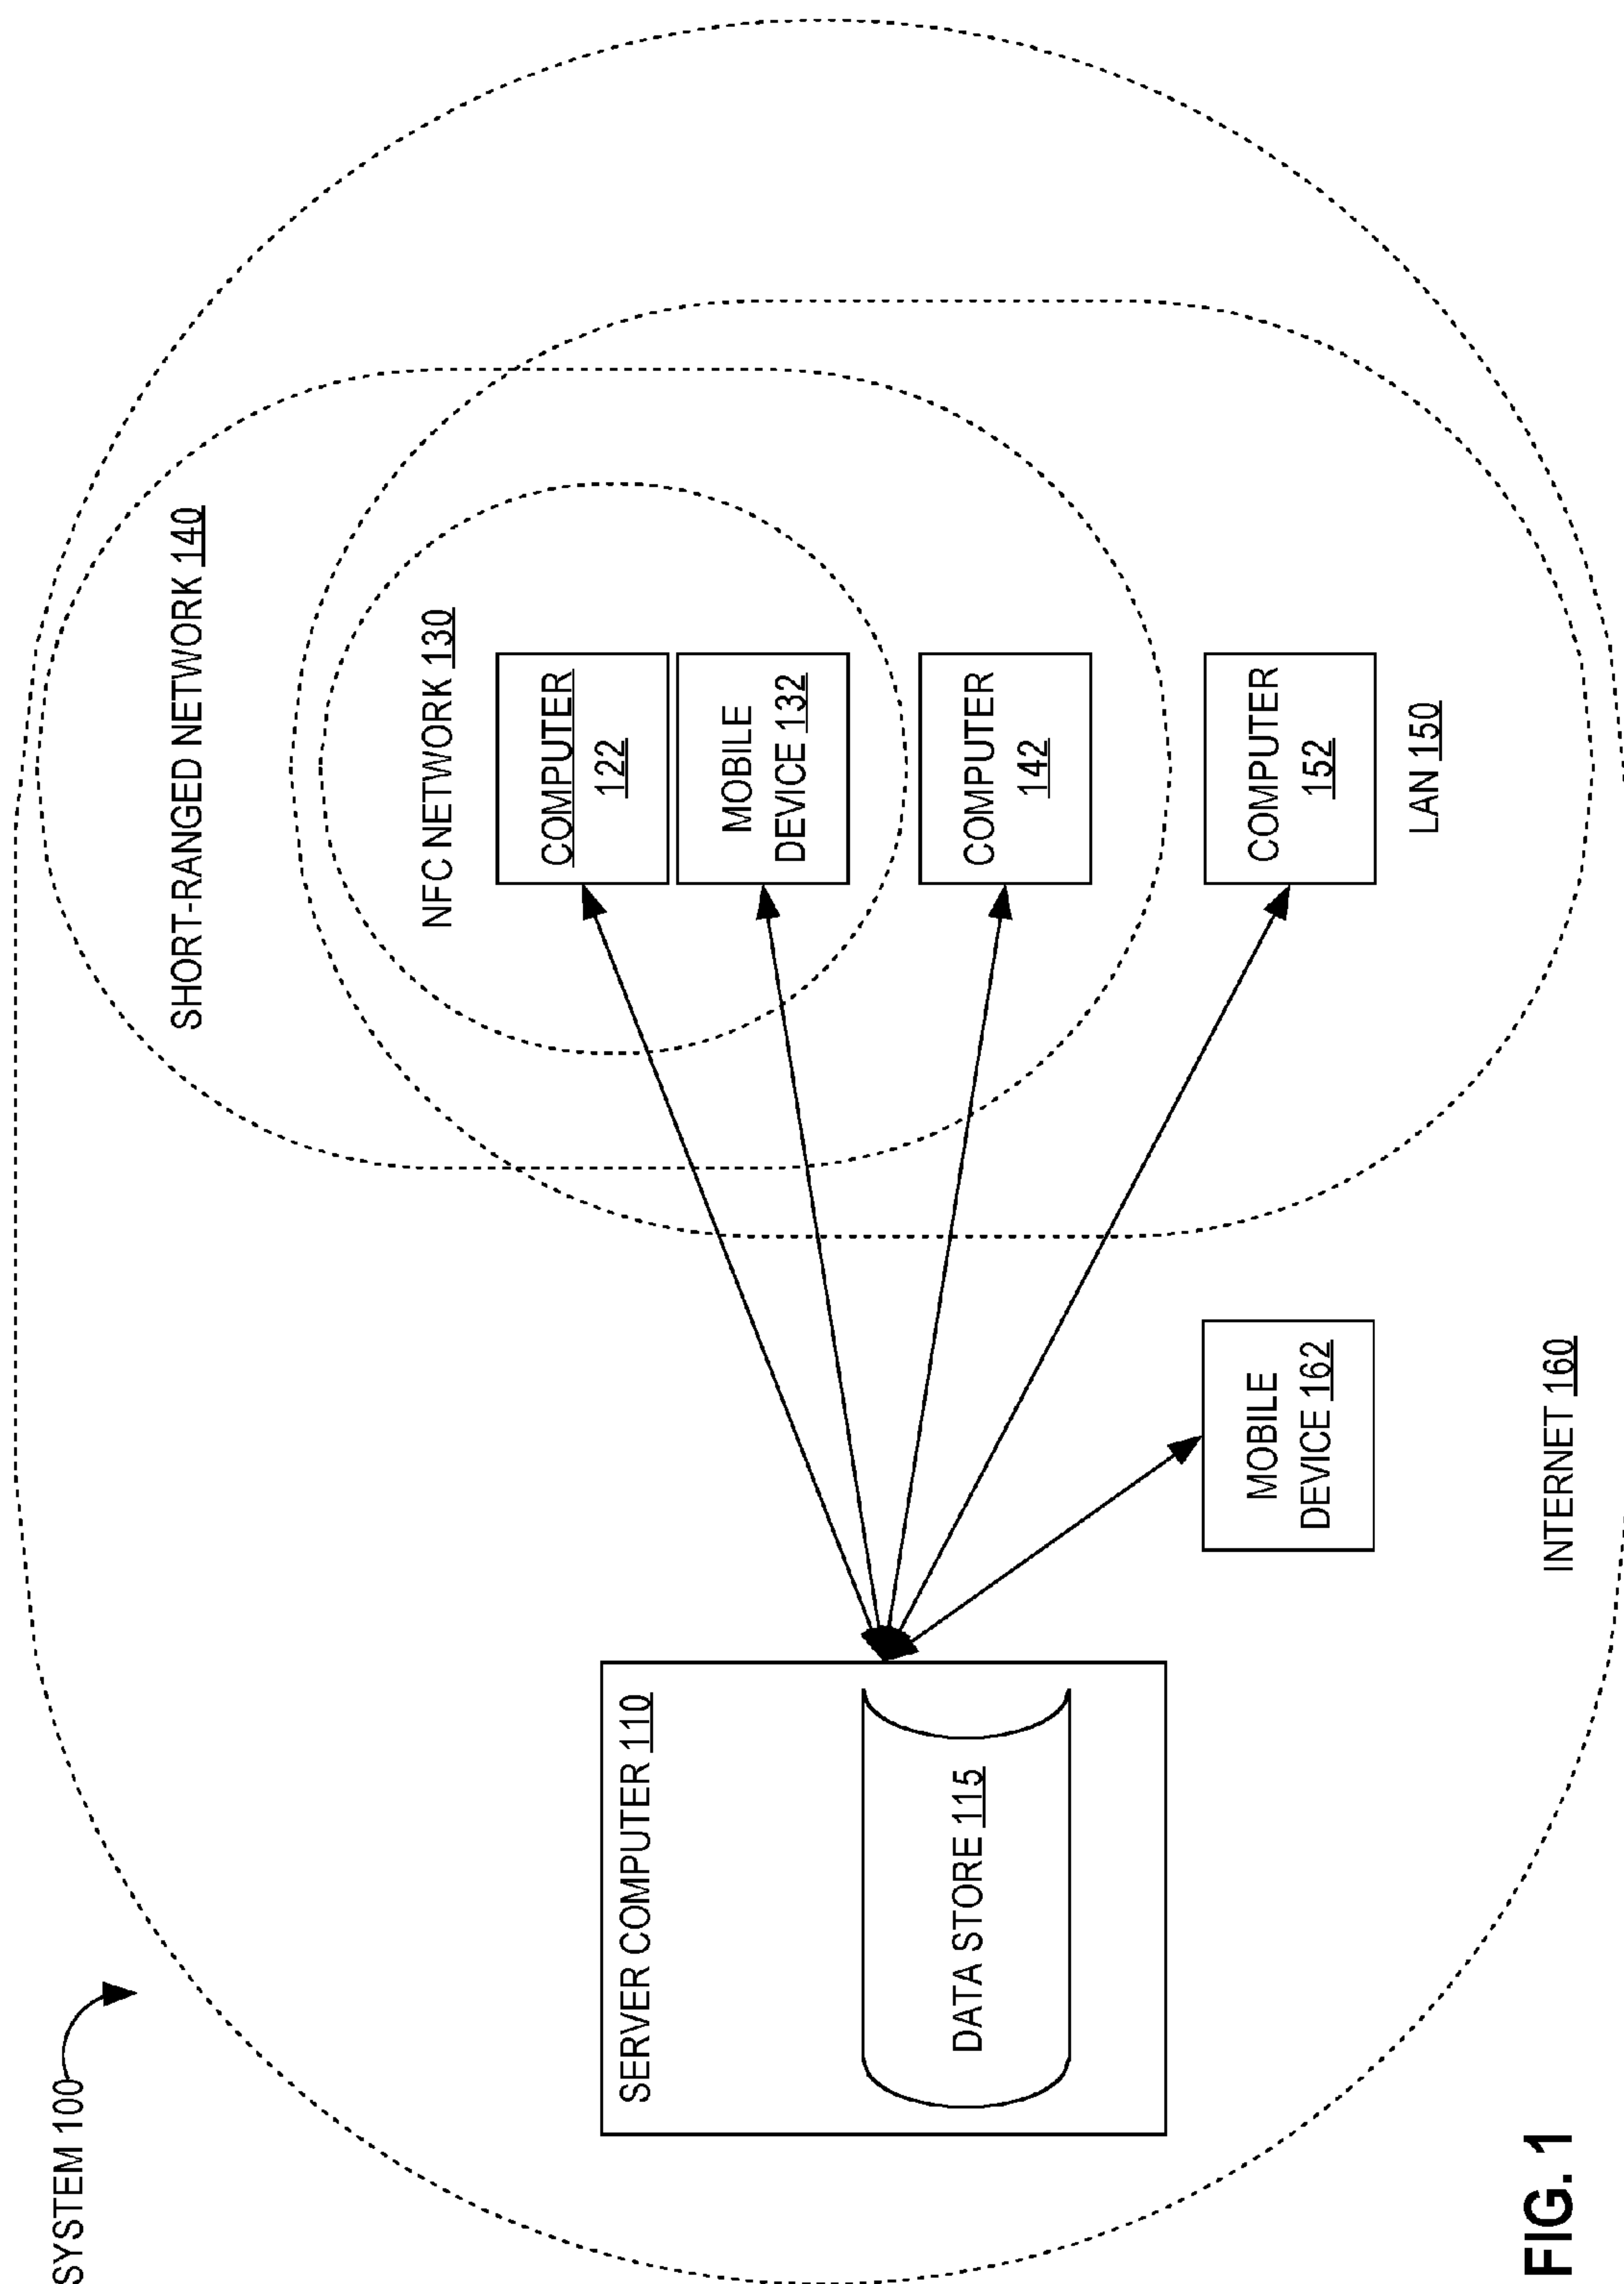 SYSTEM 100
SHORT-RANGED NETWORK 140
NFC NETWORK 130
COMPUTER
122
MOBILE
DEVICE 132
SERVER COMPUTER 110
DATA STORE 115
COMPUTER
142
MOBILE
DEVICE 162
COMPUTER
152
LAN 150
INTERNET 160
FIG. 1